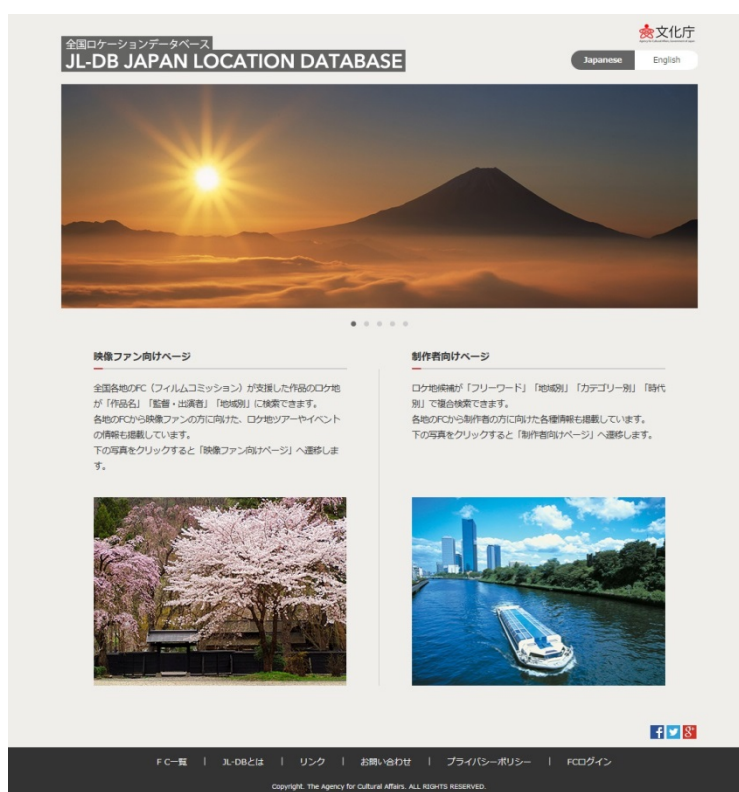 文化庁
全国ロケーションデータベース
JL-DB JAPAN LOCATION DATABASE
Japanese
English
映像ファン向けページ
全国各地のFC（フィルムコミッション）が支援した作品のロケ地
が「作品名」「監督・出演者」「地域別」に検索できます。
各地のFCから映像ファンの方に向けた、ロケ地ツアーやイベント
の情報も掲載しています。
下の写真をクリックすると「映像ファン向けページ」へ遷移しま
す。
制作者向けページ
ロケ地候補が「フリーワード」「地域別」「カテゴリー別」「時代
別」で複合検索できます。
各地のFCから制作者の方に向けた各種情報も掲載しています。
下の写真をクリックすると「制作者向けページ」へ遷移します。
FC一覧 | JL-DBとは | リンク | お問い合わせ | プライバシーポリシー | FCログイン
Copyright. The Agency for Cultural Affairs. ALL RIGHTS RESERVED.